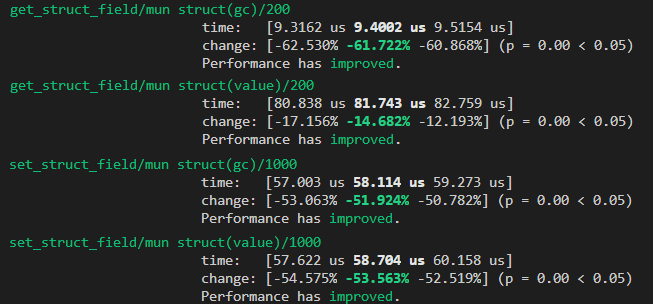 get_struct_field/mun struct(gc)/200
time: [9.3162 us 9.4002 us 9.5154 us]
change: [-62.530% -61.722% -60.868%] (p = 0.00 < 0.05)
Performance has improved.
get_struct_field/mun struct(value)/200
time: [80.838 us 81.743 us 82.759 us]
change: [-17.156% -14.682% -12.193%] (p = 0.00 < 0.05)
Performance has improved.
set_struct_field/mun struct(gc)/1000
time: [57.003 us 58.114 us 59.273 us]
change: [-53.063% -51.924% -50.782%] (p = 0.00 < 0.05)
Performance has improved.
set_struct_field/mun struct(value)/1000
time: [57.622 us 58.704 us 60.158 us]
change: [-54.575% -53.563% -52.519%] (p = 0.00 < 0.05)
Performance has improved.